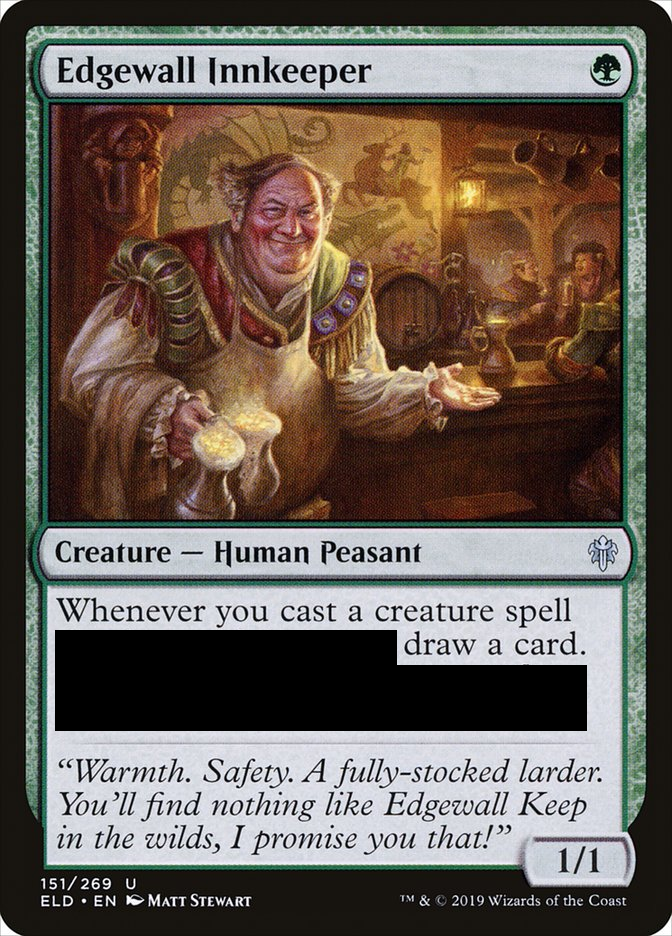 Edgewall Innkeeper
Creature — Human Peasant
Whenever you cast a creature spell
draw a card.
“Warmth. Safety. A fully-stocked larder.
You’ll find nothing like Edgewall Keep
in the wilds, I promise you that!”
1/1
151/269 U
ELD • EN Matt Stewart
™ & © 2019 Wizards of the Coast